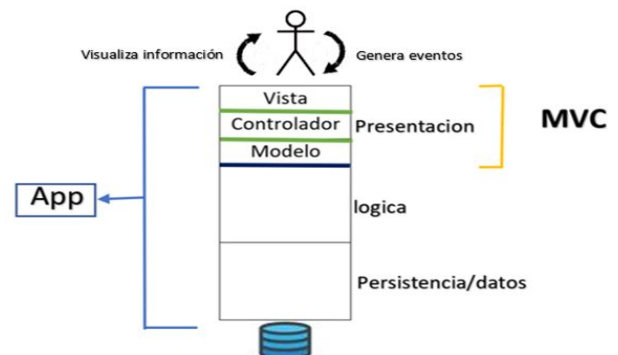 Visualiza información
Genera eventos
Vista
Controlador
Presentacion
MVC
Modelo
App
logica
Persistencia/datos